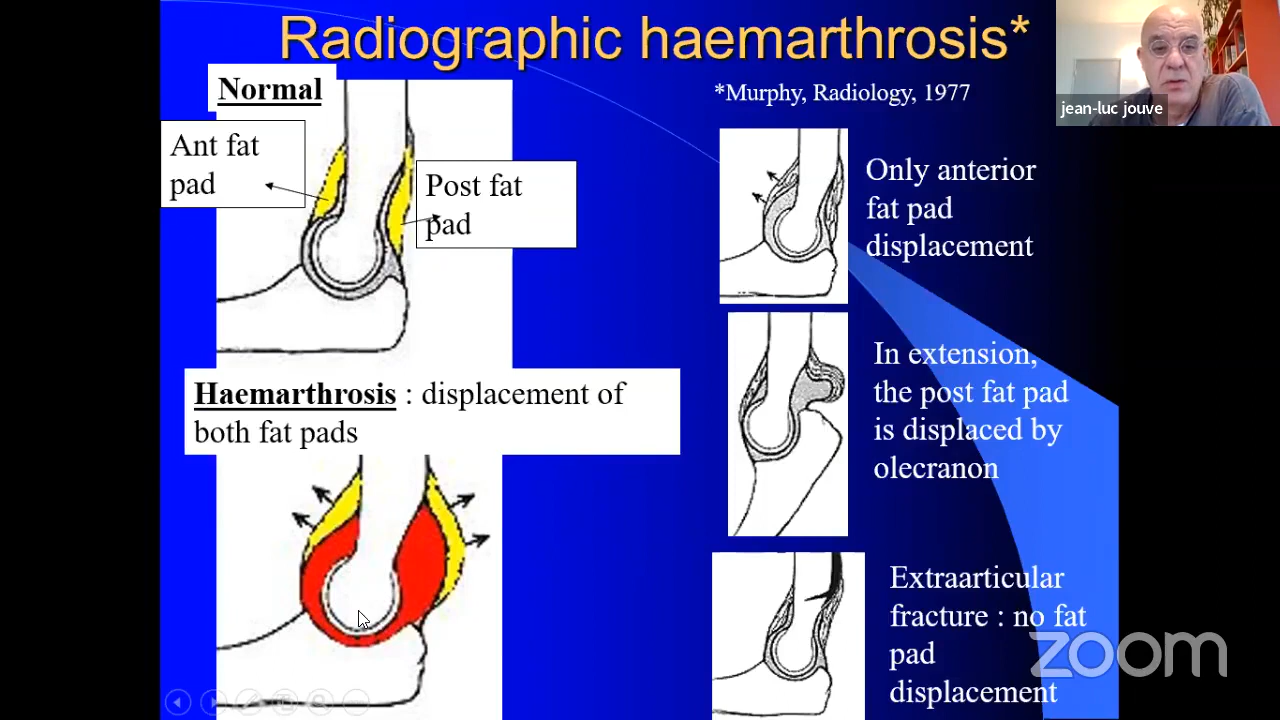 Radiographic haemarthrosis*
Normal
*Murphy, Radiology, 1977
jean-luc jouve
Ant fat
pad
Post fat
pad
Only anterior
fat pad
displacement
In extension,
the post fat pad
is displaced by
olecranon
Haemarthrosis : displacement of
both fat pads
Extraarticular
fracture : no fat
pad
displacement
zoom